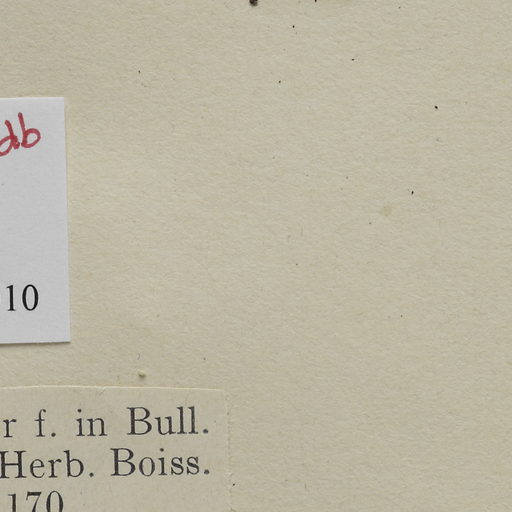 db
10
r f. in Bull.
Herb. Boiss.
170